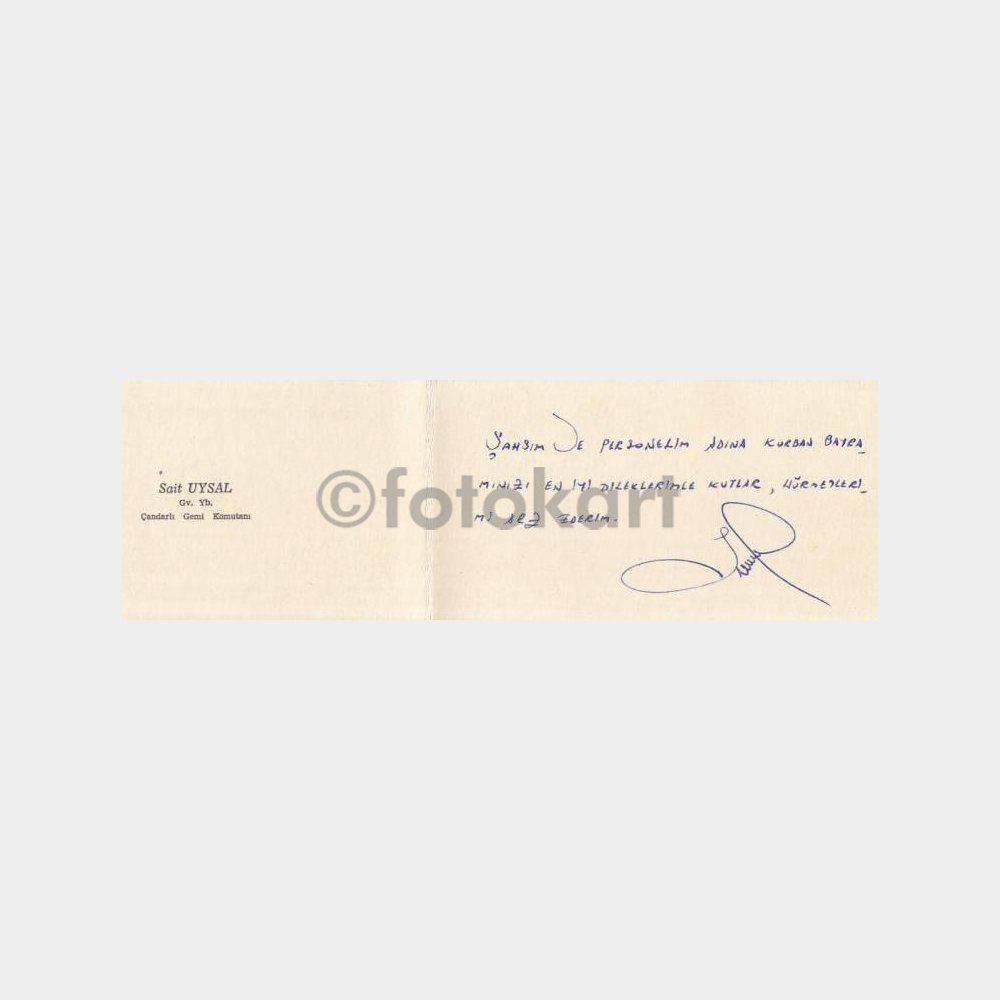 Sait UYSAL
Gv. Yb.
Çandarlı Gemi Komutanı
ŞAHSIM VE PERSONELİM ADINA KURBAN BAYRA_
MINIZI EN İYİ DİLEKLERİMLE KUTLAR, HÜRMETLERİ_
Mİ ARZ EDERİM.
©fotokart